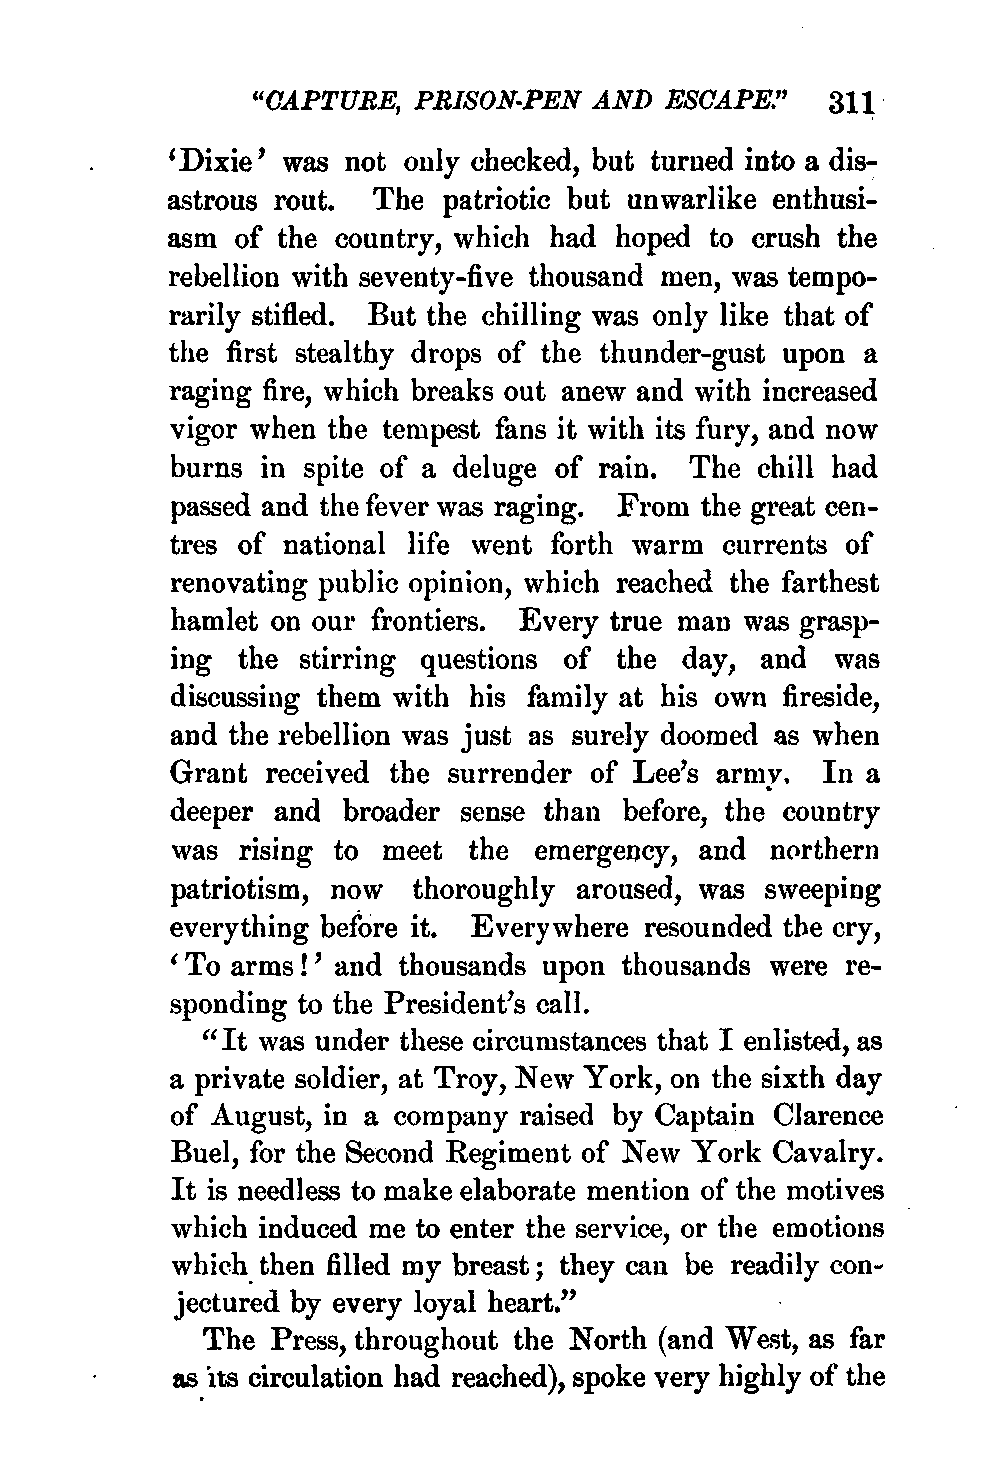 "CAPTURE, PRISON-PEN AND ESCAPE." 311
'Dixie' was not only checked, but turned into a dis-
astrous rout. The patriotic but unwarlike enthusi-
asm of the country, which had hoped to crush the
rebellion with seventy-five thousand men, was tempo-
rarily stifled. But the chilling was only like that of
the first stealthy drops of the thunder-gust upon a
raging fire, which breaks out anew and with increased
vigor when the tempest fans it with its fury, and now
burns in spite of a deluge of rain. The chill had
passed and the fever was raging. From the great cen-
tres of national life went forth warm currents of
renovating public opinion, which reached the farthest
hamlet on our frontiers. Every true man was grasp-
ing the stirring questions of the day, and was
discussing them with his family at his own fireside,
and the rebellion was just as surely doomed as when
Grant received the surrender of Lee's army. In a
deeper and broader sense than before, the country
was rising to meet the emergency, and northern
patriotism, now thoroughly aroused, was sweeping
everything before it. Everywhere resounded the cry,
'To arms!' and thousands upon thousands were re-
sponding to the President's call.
"It was under these circumstances that I enlisted, as
a private soldier, at Troy, New York, on the sixth day
of August, in a company raised by Captain Clarence
Buel, for the Second Regiment of New York Cavalry.
It is needless to make elaborate mention of the motives
which induced me to enter the service, or the emotions
which then filled my breast; they can be readily con-
jectured by every loyal heart."
The Press, throughout the North (and West, as far
as its circulation had reached), spoke very highly of the